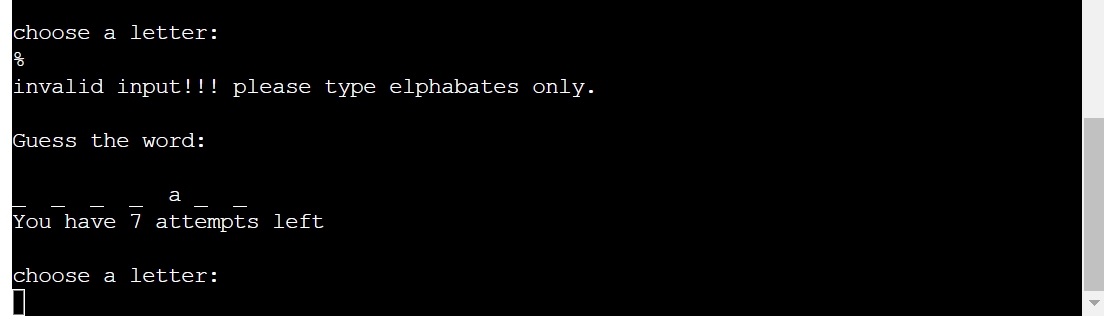 choose a letter:
%
invalid input!!! please type elphabates only.
Guess the word:
_ _ _ _ a _ _
You have 7 attempts left
choose a letter: